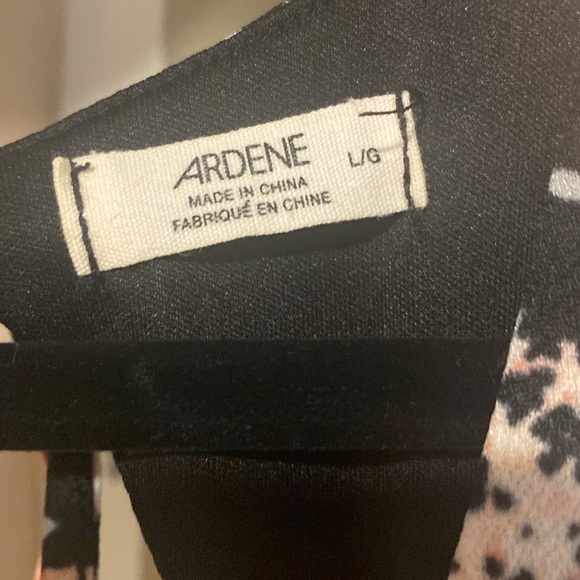 ARDENE L/G
MADE IN CHINA
FABRIQUÉ EN CHINE